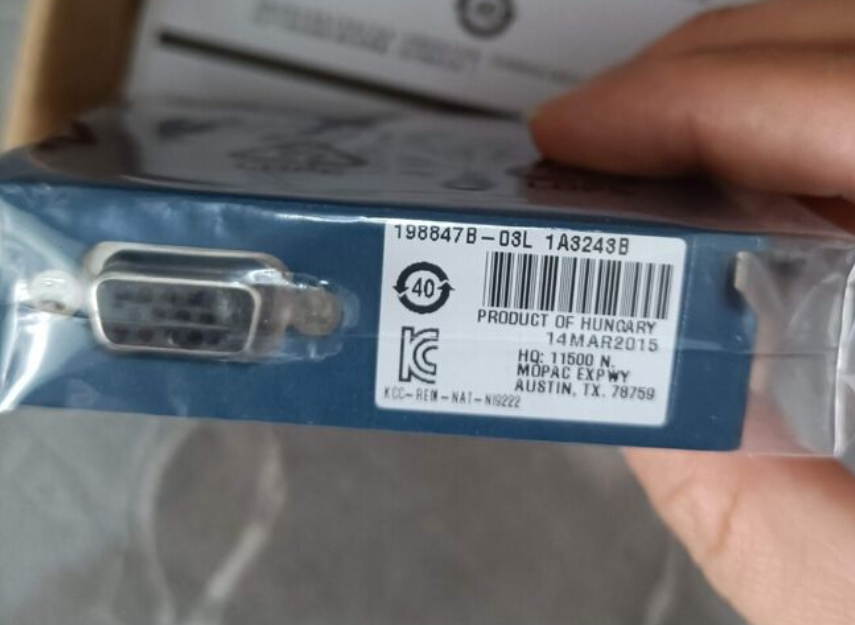 198847B-03L 1A3243B
40
PRODUCT OF HUNGARY
14MAR2015
HQ: 11500 N.
MOPAC EXPWY
AUSTIN, TX. 78759
KCC-REM-NAT-NI9222